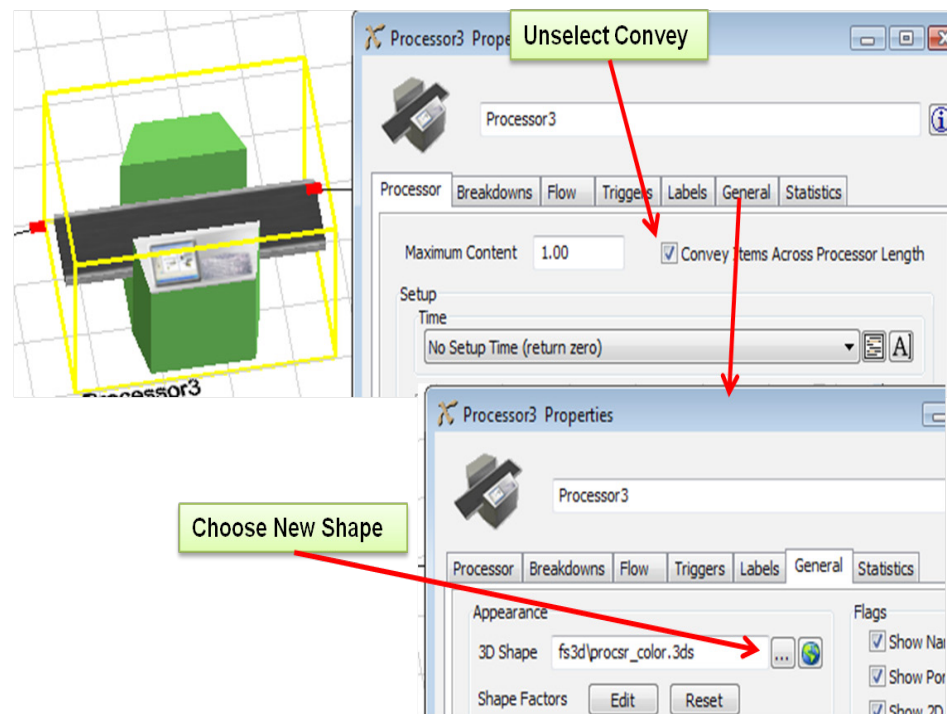 Unselect Convey
Processor3 Prope
Processor3
Processor Breakdowns Flow Triggers Labels General Statistics
Maximum Content 1.00 Convey Items Across Processor Length
Setup
Time
No Setup Time (return zero)
A
Processor3
Processor3 Properties
Processor3
Choose New Shape
Processor Breakdowns Flow Triggers Labels General Statistics
Appearance
Flags
3D Shape fs3d\procsr_color.3ds ...
Show Nar
Show Por
Shape Factors Edit Reset
Show 2D